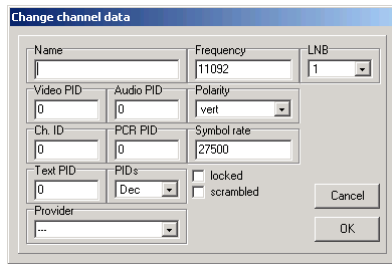 Change channel data
Name Frequency LNB
11092 1
Video PID Audio PID Polarity
0 0 vert
Ch. ID PCR PID Symbol rate
0 0 27500
Text PID PIDs locked
0 Dec scrambled
Cancel
Provider
--- OK